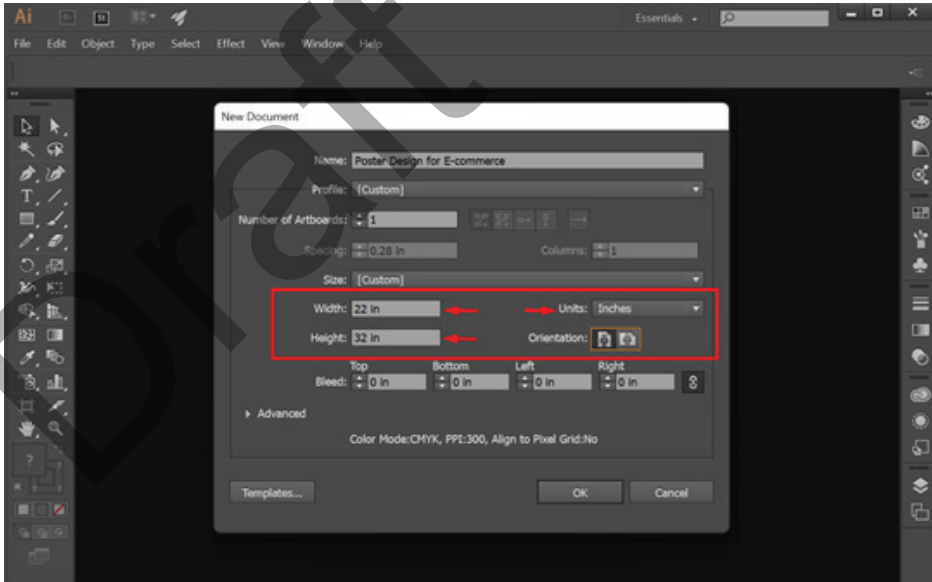 Ai Br St Essentials
File Edit Object Type Select Effect View Window Help
New Document
Name: Poster Design for E-commerce
Profile: [Custom]
Number of Artboards: 1
Spacing: 0.28 in Columns: 1
Size: [Custom]
Width: 22 in Units: Inches
Height: 32 in Orientation:
Top Bottom Left Right
Bleed: 0 in 0 in 0 in 0 in
Advanced
Color Mode:CMYK, PPI:300, Align to Pixel Grid:No
Templates... OK Cancel
?
T
Draft